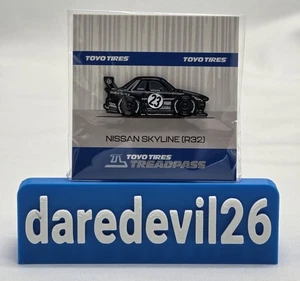 TOYO TIRES TOYO TIRES
23
NISSAN SKYLINE (R32)
TOYO TIRES
TREADPASS
daredevil26